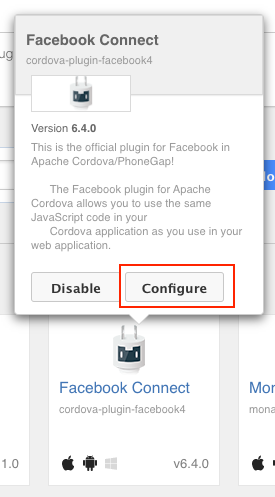 Facebook Connect
cordova-plugin-facebook4
Version 6.4.0
This is the official plugin for Facebook in
Apache Cordova/PhoneGap!
The Facebook plugin for Apache
Cordova allows you to use the same
JavaScript code in your
Cordova application as you use in your
web application.
Disable
Configure
Facebook Connect
cordova-plugin-facebook4
v6.4.0
1.0
Mon
mona